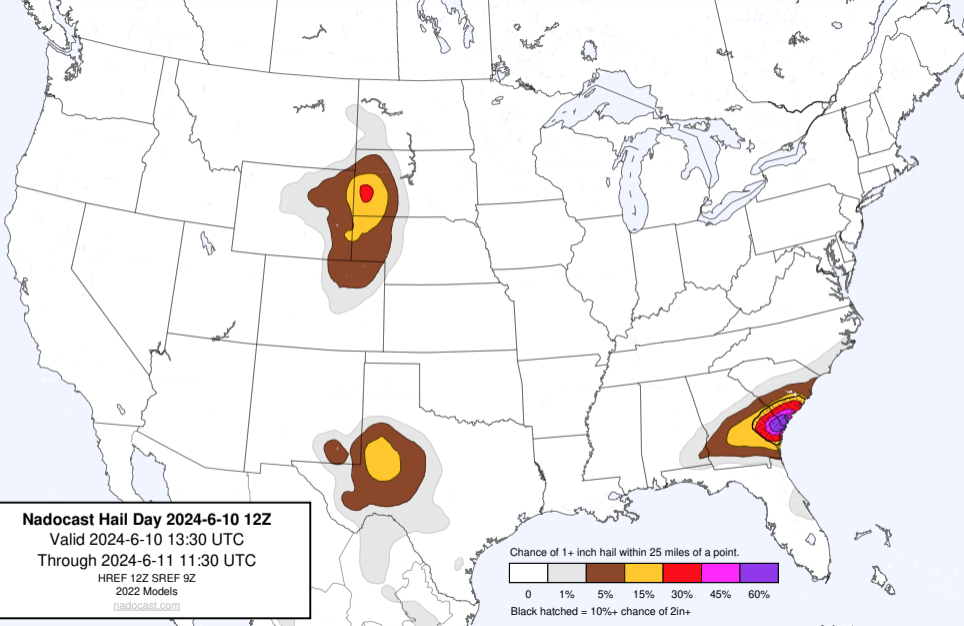 Nadocast Hail Day 2024-6-10 12Z
Valid 2024-6-10 13:30 UTC
Through 2024-6-11 11:30 UTC
HREF 12Z SREF 9Z
2022 Models
nadocast.com
Chance of 1+ inch hail within 25 miles of a point.
0 1% 5% 15% 30% 45% 60%
Black hatched = 10%+ chance of 2in+